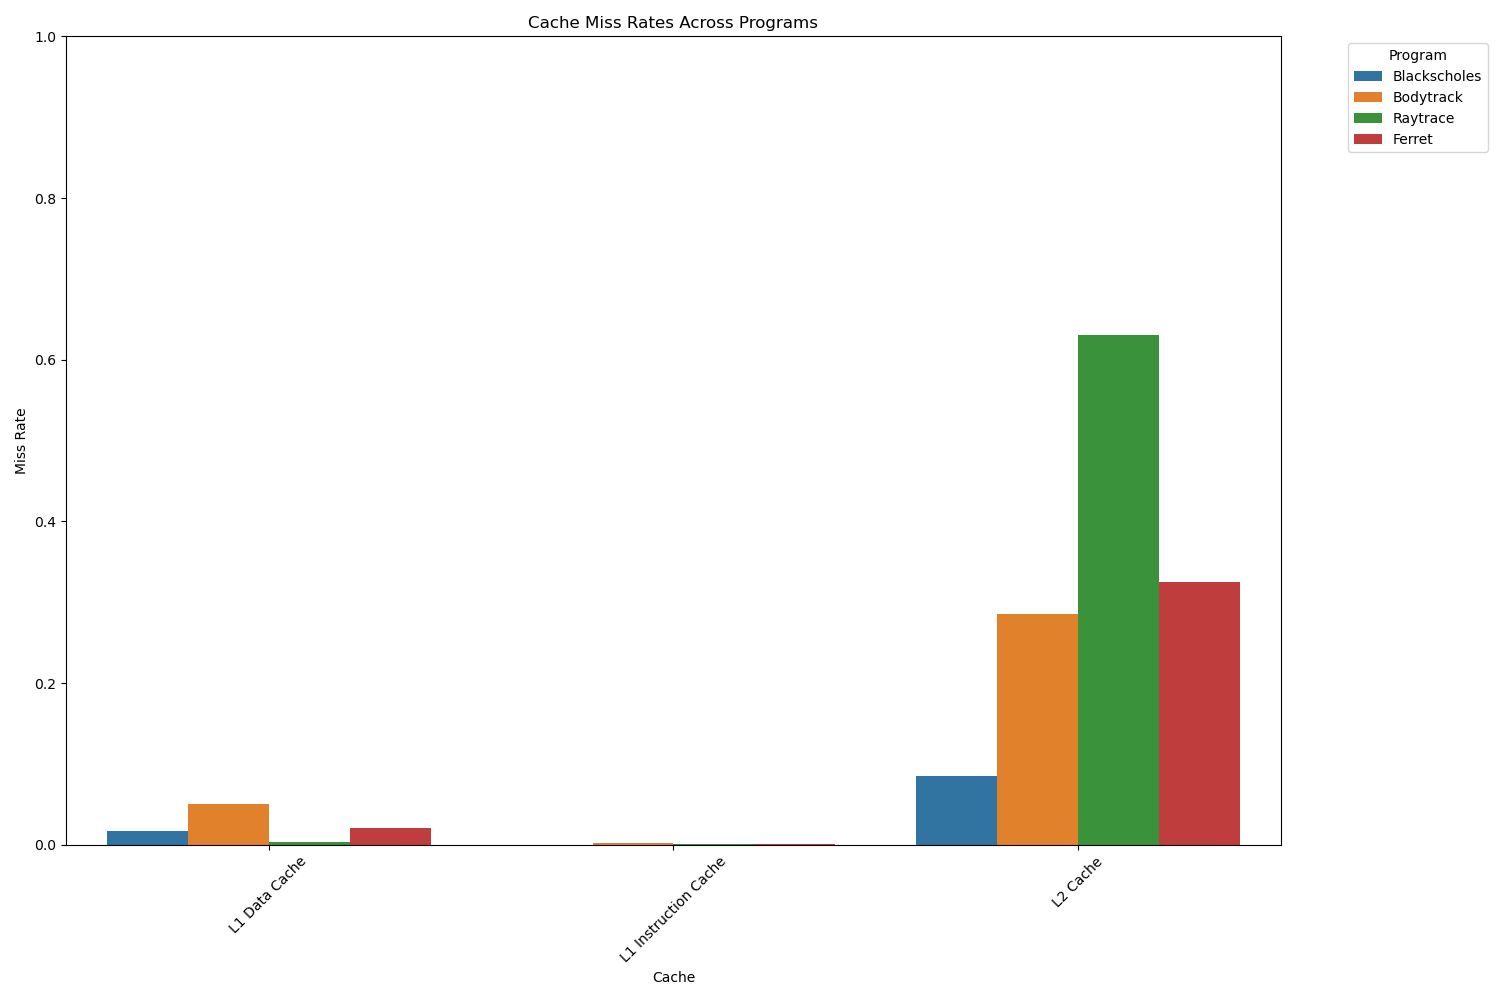 Cache Miss Rates Across Programs
1.0
0.8
0.6
0.4
0.2
0.0
Miss Rate
L1 Data Cache
L1 Instruction Cache
L2 Cache
Cache
Program
Blackscholes
Bodytrack
Raytrace
Ferret